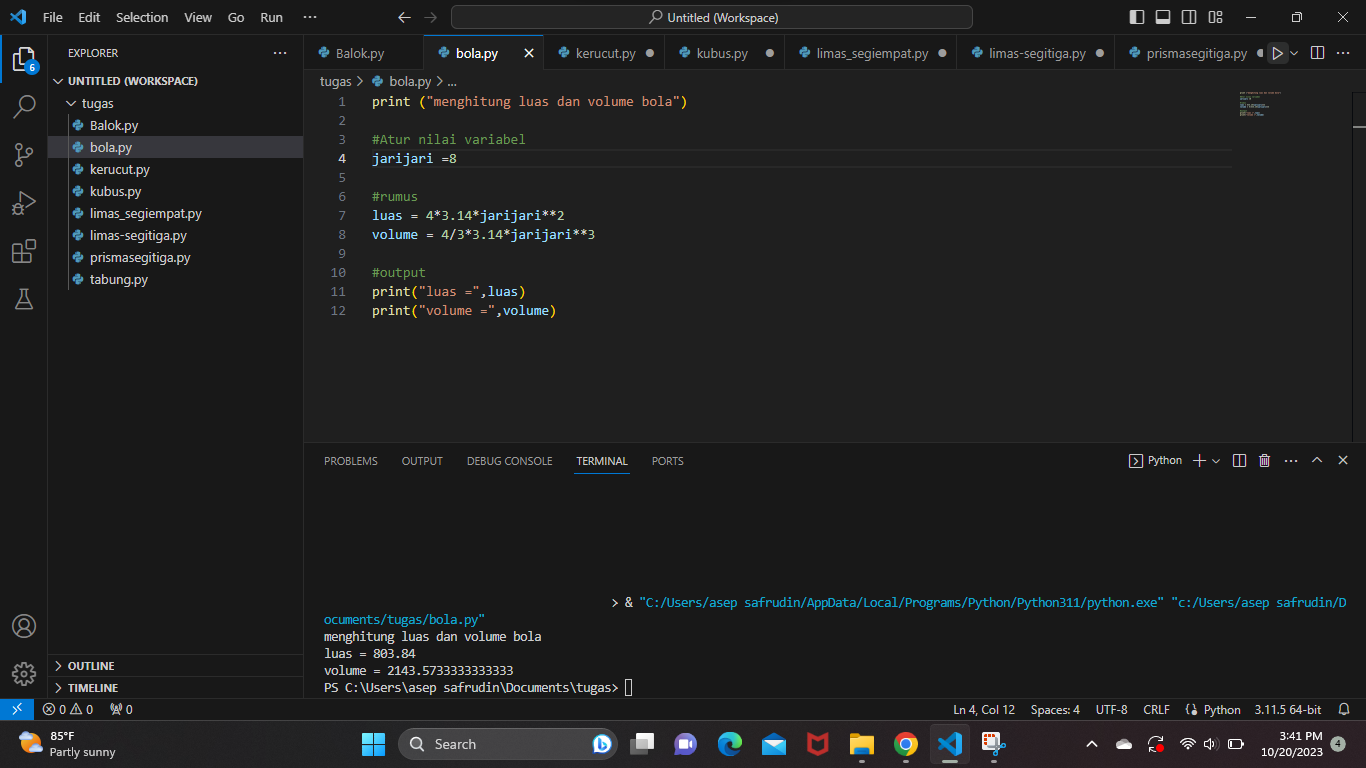 File Edit Selection View Go Run ··· Untitled (Workspace)
EXPLORER ···
UNTITLED (WORKSPACE)
tugas
Balok.py
bola.py
kerucut.py
kubus.py
limas_segiempat.py
limas-segitiga.py
prismasegitiga.py
tabung.py
OUTLINE
TIMELINE
6
Balok.py bola.py kerucut.py kubus.py limas_segiempat.py limas-segitiga.py prismasegitiga.py
tugas > bola.py > ...
1 print ("menghitung luas dan volume bola")
2
3 #Atur nilai variabel
4 jarijari =8
5
6 #rumus
7 luas = 4*3.14*jarijari**2
8 volume = 4/3*3.14*jarijari**3
9
10 #output
11 print("luas =",luas)
12 print("volume =",volume)
PROBLEMS OUTPUT DEBUG CONSOLE TERMINAL PORTS Python
> & "C:/Users/asep safrudin/AppData/Local/Programs/Python/Python311/python.exe" "c:/Users/asep safrudin/D
ocuments/tugas/bola.py"
menghitung luas dan volume bola
luas = 803.84
volume = 2143.5733333333333
PS C:\Users\asep safrudin\Documents\tugas>
0 0 0 Ln 4, Col 12 Spaces: 4 UTF-8 CRLF Python 3.11.5 64-bit
85°F
Partly sunny
Search
3:41 PM
10/20/2023
4